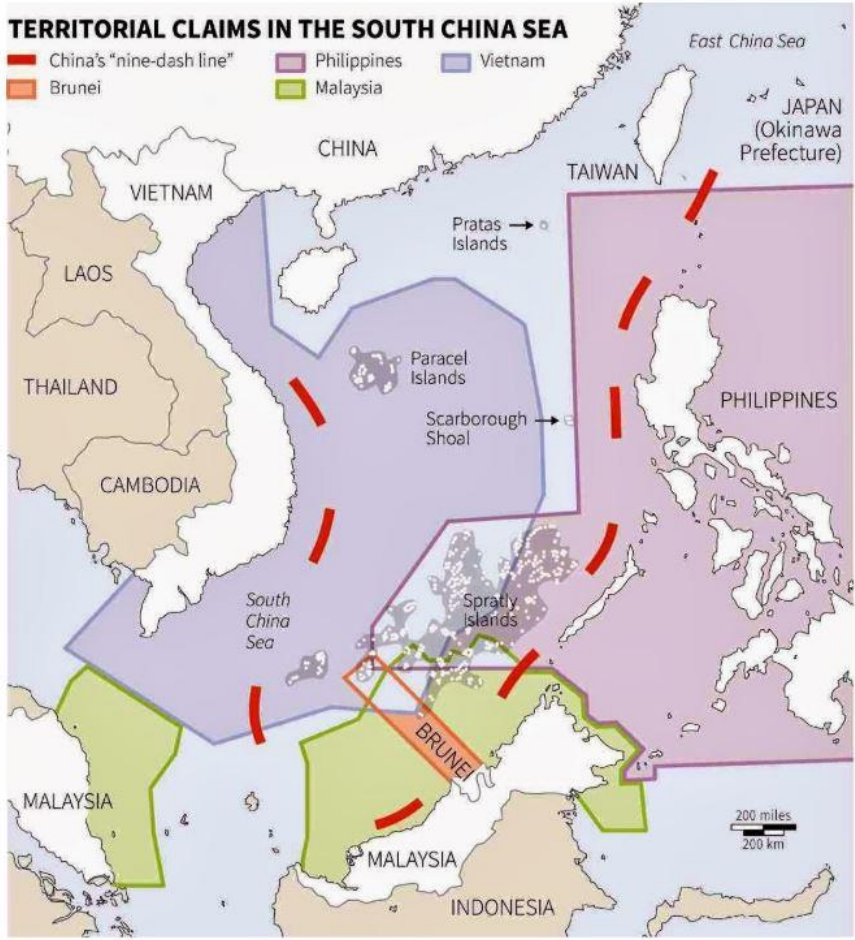 TERRITORIAL CLAIMS IN THE SOUTH CHINA SEA
China's "nine-dash line"
Philippines
Vietnam
Brunei
Malaysia
East China Sea
JAPAN
(Okinawa
Prefecture)
CHINA
TAIWAN
VIETNAM
Pratas
Islands
LAOS
Paracel
Islands
THAILAND
Scarborough
Shoal
PHILIPPINES
CAMBODIA
South
China
Sea
Spratly
Islands
BRUNEI
MALAYSIA
200 miles
200 km
MALAYSIA
INDONESIA